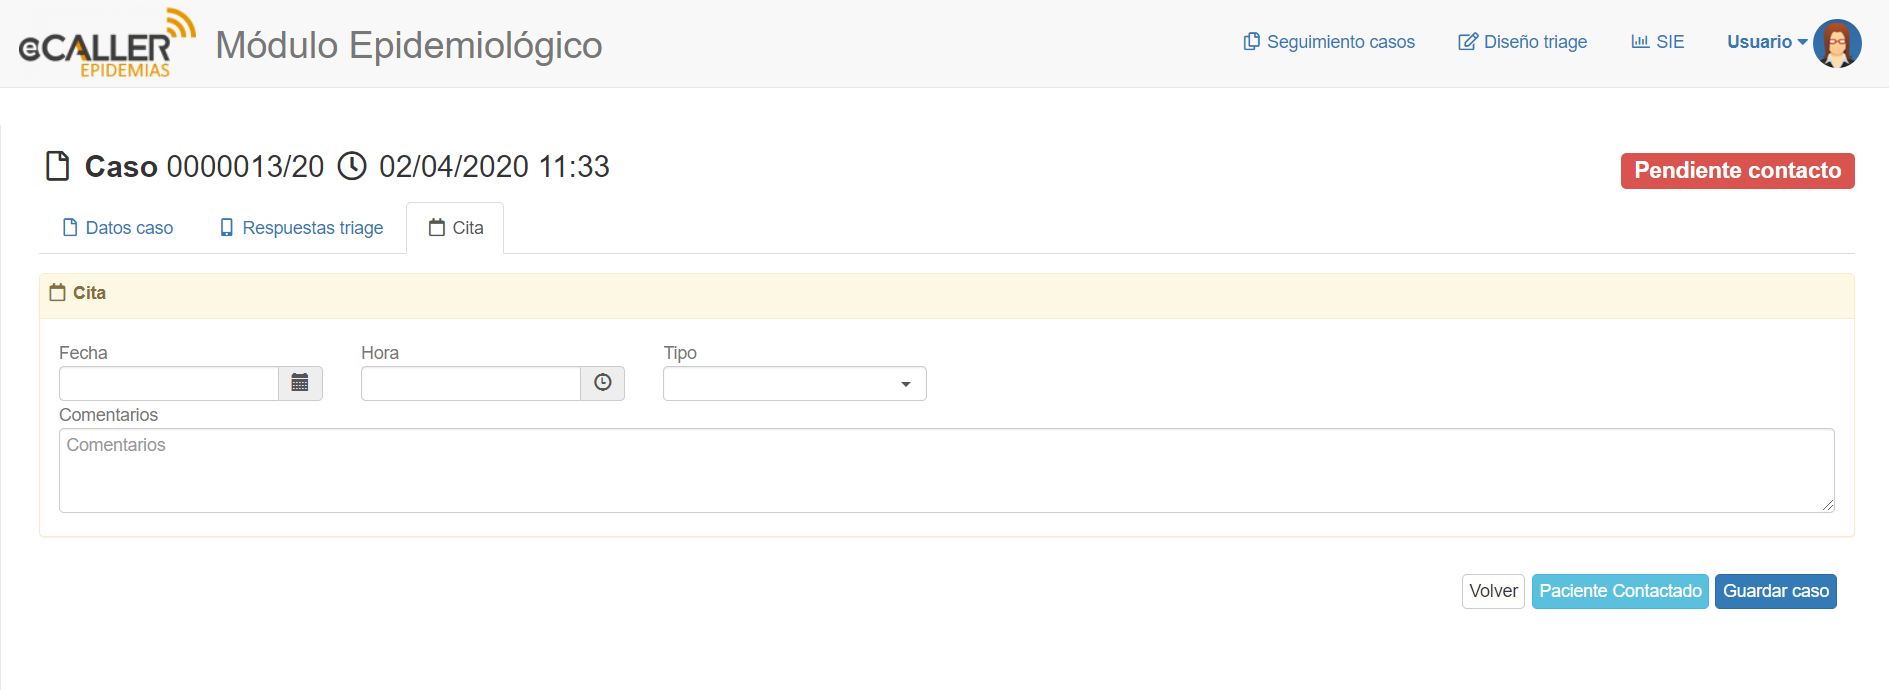 eCALLER
EPIDEMIAS
Módulo Epidemiológico
Seguimiento casos
Diseño triage
SIE
Usuario
Caso 0000013/20 02/04/2020 11:33
Pendiente contacto
Datos caso
Respuestas triage
Cita
Cita
Fecha
Hora
Tipo
Comentarios
Comentarios
Volver
Paciente Contactado
Guardar caso